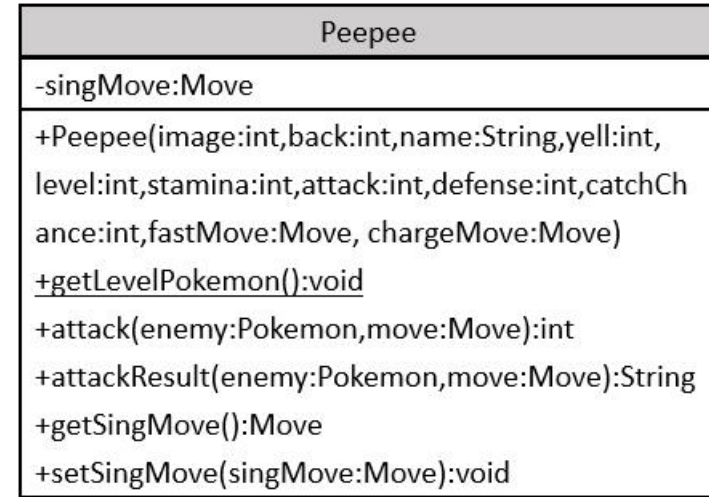 Peepee
-singMove:Move
+Peepee(image:int,back:int,name:String,yell:int,
level:int,stamina:int,attack:int,defense:int,catchCh
ance:int,fastMove:Move, chargeMove:Move)
+getLevelPokemon():void
+attack(enemy:Pokemon,move:Move):int
+attackResult(enemy:Pokemon,move:Move):String
+getSingMove():Move
+setSingMove(singMove:Move):void